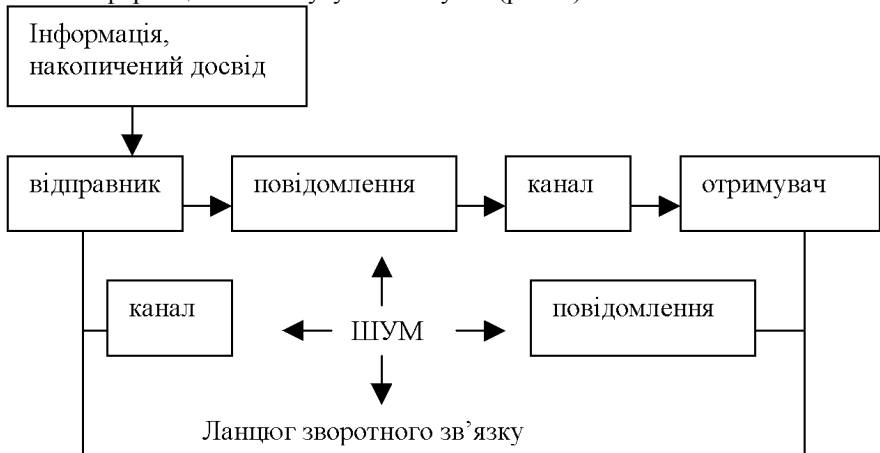 Інформація,
накопичений досвід
відправник
повідомлення
канал
отримувач
канал
ШУМ
повідомлення
Ланцюг зворотного зв’язку